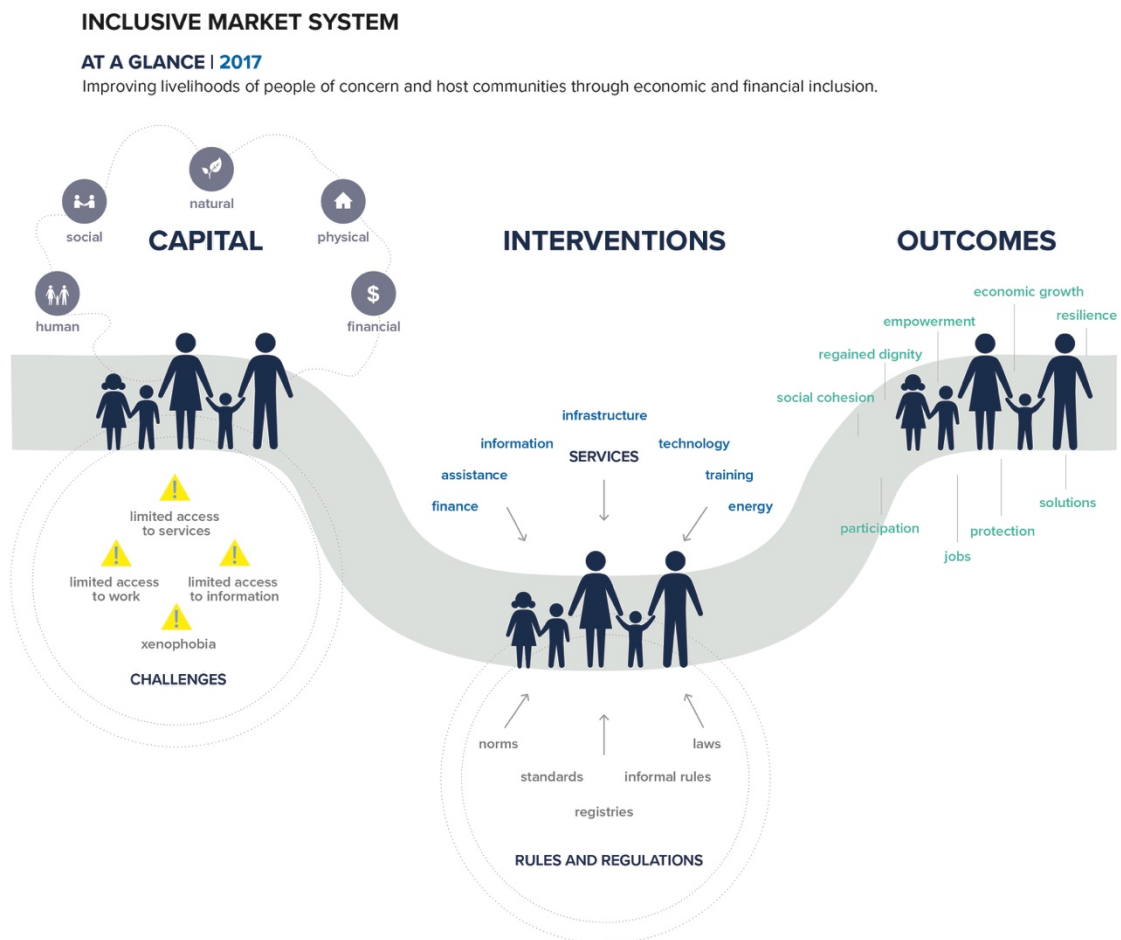 INCLUSIVE MARKET SYSTEM
AT A GLANCE | 2017
Improving livelihoods of people of concern and host communities through economic and financial inclusion.
CAPITAL
human
social
natural
physical
$
financial
!
limited access
to services
!
limited access
to work
!
limited access
to information
!
xenophobia
CHALLENGES
INTERVENTIONS
infrastructure
information
technology
SERVICES
assistance
training
finance
energy
norms
laws
standards
informal rules
registries
RULES AND REGULATIONS
OUTCOMES
economic growth
resilience
empowerment
regained dignity
social cohesion
solutions
participation
protection
jobs